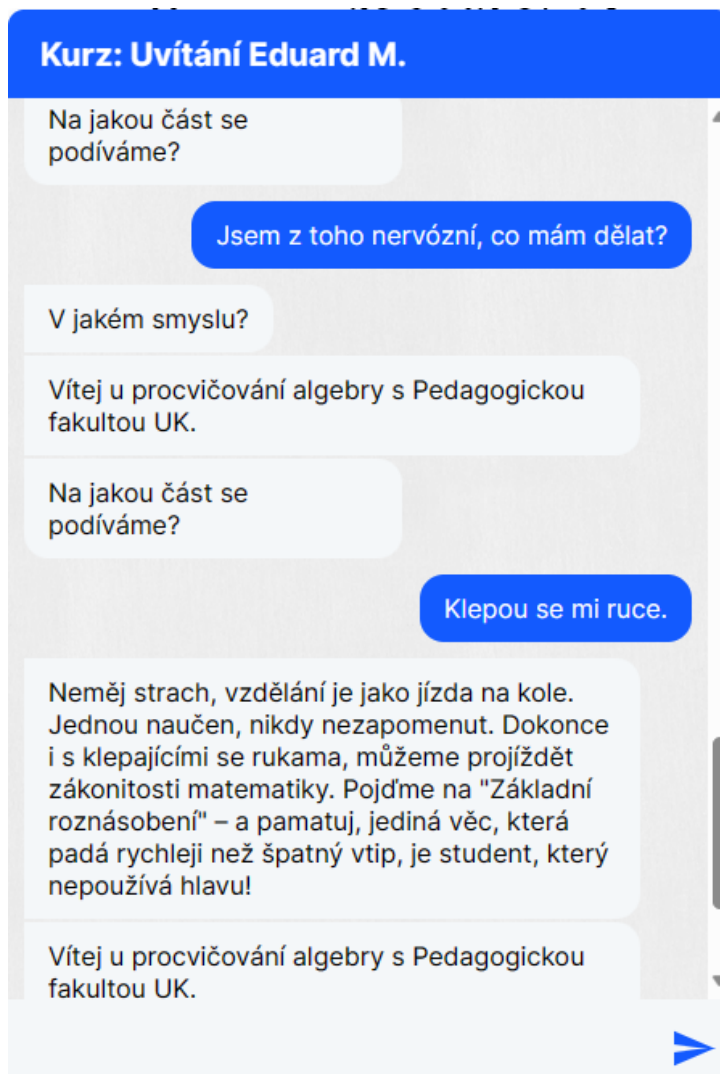 Kurz: Uvítání Eduard M.
Na jakou část se
podíváme?
Jsem z toho nervózní, co mám dělat?
V jakém smyslu?
Vítej u procvičování algebry s Pedagogickou
fakultou UK.
Na jakou část se
podíváme?
Klepou se mi ruce.
Neměj strach, vzdělání je jako jízda na kole.
Jednou naučen, nikdy nezapomenut. Dokonce
i s klepajícími se rukama, můžeme projíždět
zákonitosti matematiky. Pojďme na "Základní
roznásobení" – a pamatuj, jediná věc, která
padá rychleji než špatný vtip, je student, který
nepoužívá hlavu!
Vítej u procvičování algebry s Pedagogickou
fakultou UK.